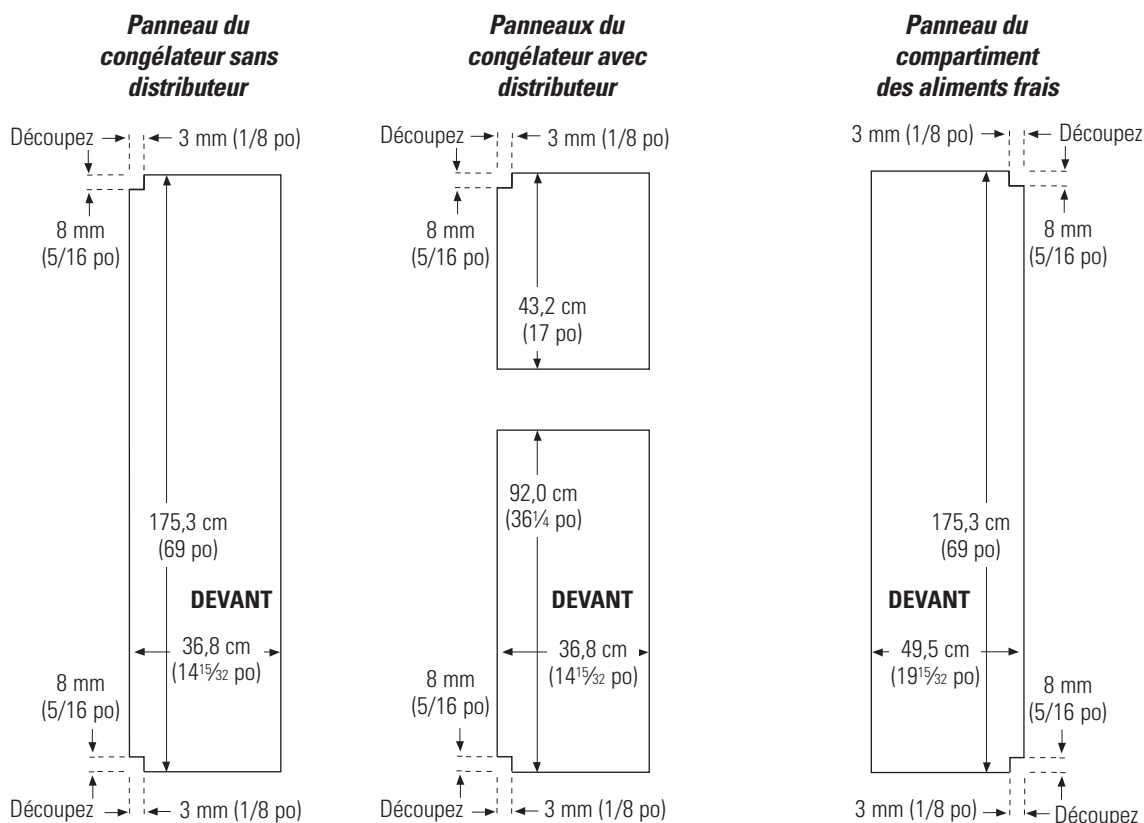 Panneau du
congélateur sans
distributeur
Découpez
3 mm (1/8 po)
8 mm
(5/16 po)
175,3 cm
(69 po)
DEVANT
36,8 cm
(14 15/32 po)
8 mm
(5/16 po)
Découpez
3 mm (1/8 po)
Panneaux du
congélateur avec
distributeur
Découpez
3 mm (1/8 po)
8 mm
(5/16 po)
43,2 cm
(17 po)
92,0 cm
(36 1/4 po)
DEVANT
36,8 cm
(14 15/32 po)
8 mm
(5/16 po)
Découpez
3 mm (1/8 po)
Panneau du
compartiment
des aliments frais
3 mm (1/8 po)
Découpez
8 mm
(5/16 po)
175,3 cm
(69 po)
DEVANT
49,5 cm
(19 15/32 po)
8 mm
(5/16 po)
3 mm (1/8 po)
Découpez